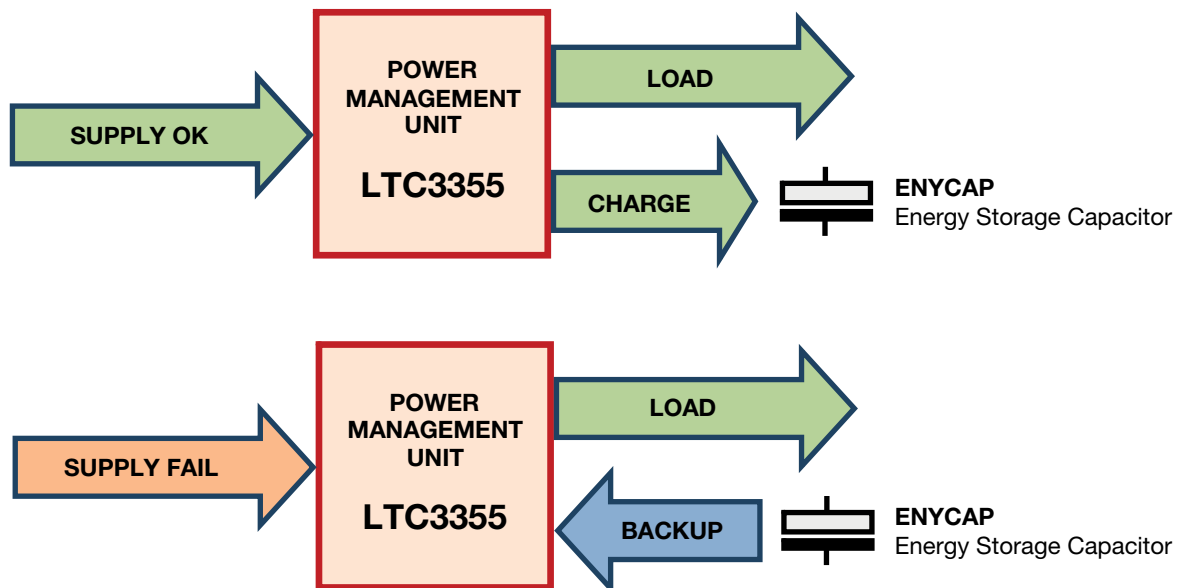 SUPPLY OK
POWER
MANAGEMENT
UNIT
LTC3355
LOAD
CHARGE
ENYCAP
Energy Storage Capacitor
SUPPLY FAIL
POWER
MANAGEMENT
UNIT
LTC3355
LOAD
BACKUP
ENYCAP
Energy Storage Capacitor